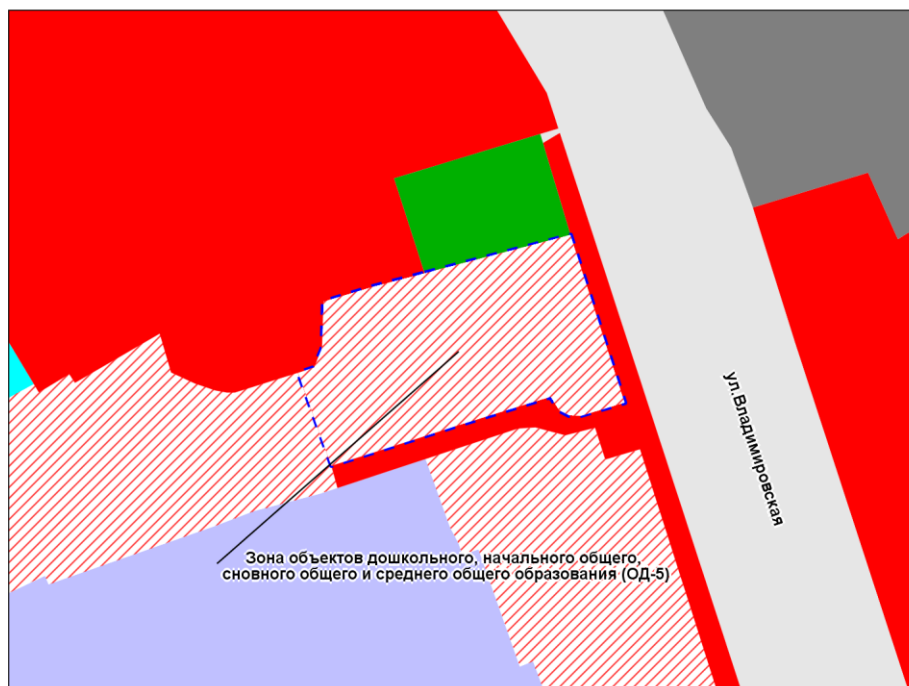 ул.Владимировская
Зона объектов дошкольного, начального общего,
сновного общего и среднего общего образования (ОД-5)